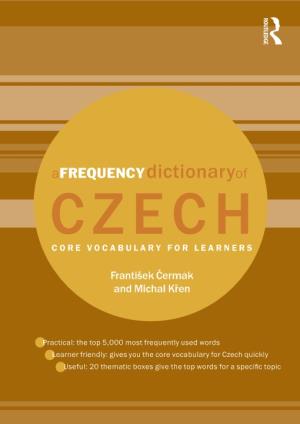 ROUTLEDGE
a FREQUENCY dictionary of
CZECH
CORE VOCABULARY FOR LEARNERS
František Čermak
and Michal Křen
Practical: the top 5,000 most frequently used words
Learner friendly: gives you the core vocabulary for Czech quickly
Useful: 20 thematic boxes give the top words for a specific topic